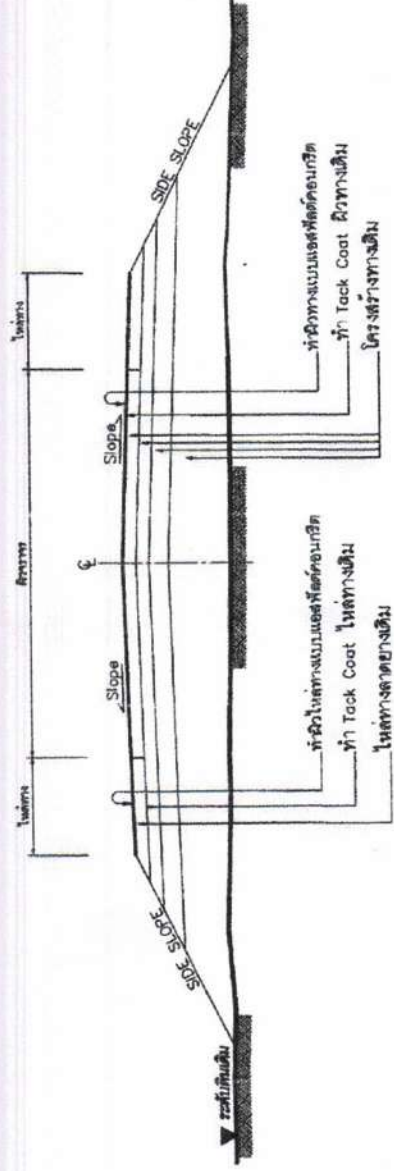 ไหล่ทาง
ผิวจราจร
ไหล่ทาง
℄
Slope
Slope
SIDE SLOPE
SIDE SLOPE
ระดับดินเดิม
ทำผิวไหล่ทางแบบแอสฟัลต์คอนกรีต
ทำ Tack Coat ไหล่ทางเดิม
ไหล่ทางลาดยางเดิม
ทำผิวทางแบบแอสฟัลต์คอนกรีต
ทำ Tack Coat ผิวทางเดิม
โครงสร้างทางเดิม